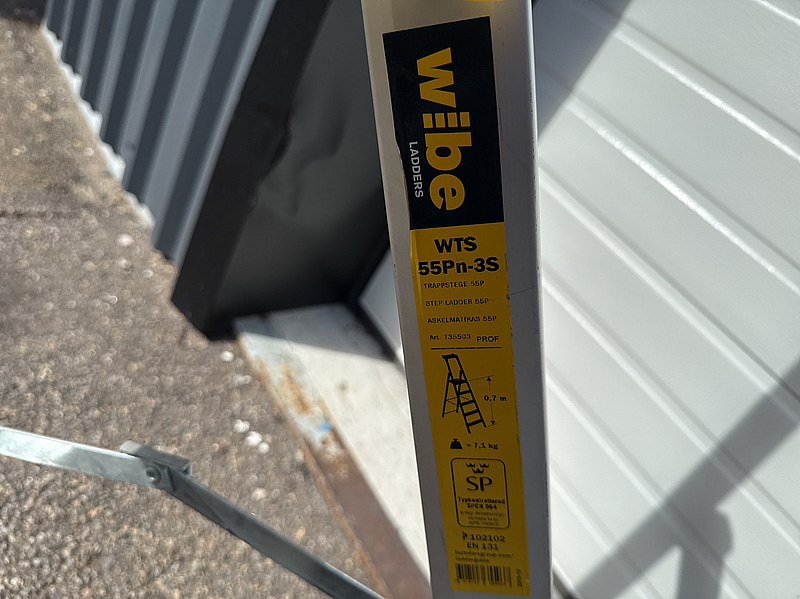 wibe
LADDERS
WTS
55Pn-3S
TRAPPSTEGE 55P
STEP LADDER 55P
ASKELMATIKAS 55P
Art. 735503 PROF
0,7 m
= 7.1 kg
SP
Typkontrollerad
SPCR 064
P 102102
EN 131